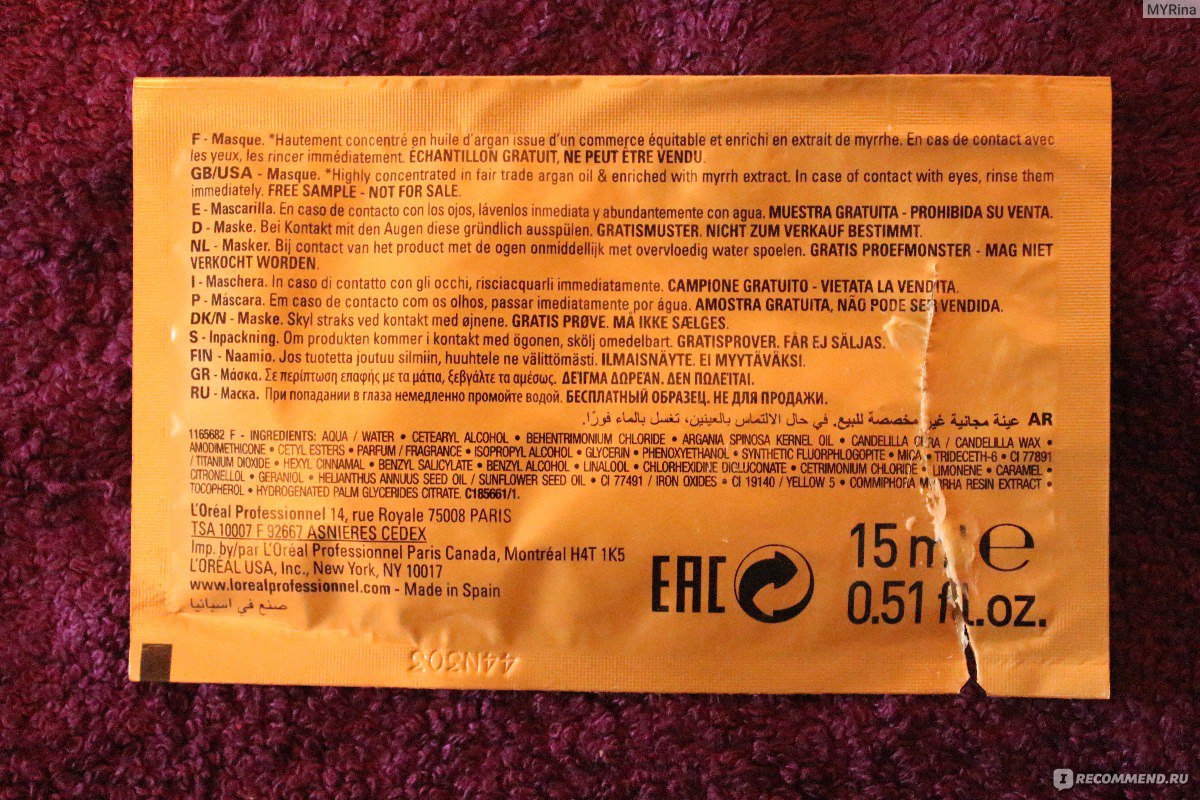 MYRina
F - Masque. *Hautement concentré en huile d'argan issue d'un commerce équitable et enrichi en extrait de myrrhe. En cas de contact avec
les yeux, les rincer immédiatement. ÉCHANTILLON GRATUIT, NE PEUT ÊTRE VENDU.
GB/USA - Masque. *Highly concentrated in fair trade argan oil & enriched with myrrh extract. In case of contact with eyes, rinse them
immediately. FREE SAMPLE - NOT FOR SALE.
E - Mascarilla. En caso de contacto con los ojos, lávenlos inmediata y abundantemente con agua. MUESTRA GRATUITA - PROHIBIDA SU VENTA.
D - Maske. Bei Kontakt mit den Augen diese gründlich ausspülen. GRATISMUSTER. NICHT ZUM VERKAUF BESTIMMT.
NL - Masker. Bij contact van het product met de ogen onmiddellijk met overvloedig water spoelen. GRATIS PROEFMONSTER - MAG NIET
VERKOCHT WORDEN.
I - Maschera. In caso di contatto con gli occhi, risciacquarli immediatamente. CAMPIONE GRATUITO - VIETATA LA VENDITA.
P - Máscara. Em caso de contacto com os olhos, passar imediatamente por água. AMOSTRA GRATUITA, NÃO PODE SER VENDIDA.
DK/N - Maske. Skyl straks ved kontakt med øjnene. GRATIS PRØVE. MÅ IKKE SÆLGES.
S - Inpackning. Om produkten kommer i kontakt med ögonen, skölj omedelbart. GRATISPROVER. FÅR EJ SÄLJAS.
FIN - Naamio. Jos tuotetta joutuu silmiin, huuhtele ne välittömästi. ILMAISNÄYTE. EI MYYTÄVÄKSI.
GR - Μάσκα. Σε περίπτωση επαφής με τα μάτια, ξεβγάλτε τα αμέσως. ΔΕΙΓΜΑ ΔΩΡΕΑΝ. ΔΕΝ ΠΩΛΕΙΤΑΙ.
RU - Маска. При попадании в глаза немедленно промойте водой. БЕСПЛАТНЫЙ ОБРАЗЕЦ. НЕ ДЛЯ ПРОДАЖИ.
AR عينة مجانية غير مخصصة للبيع. في حال الالتماس بالعينين، تغسل بالماء فورًا.
1165682 F - INGREDIENTS: AQUA / WATER • CETEARYL ALCOHOL • BEHENTRIMONIUM CHLORIDE • ARGANIA SPINOSA KERNEL OIL • CANDELILLA CERA / CANDELILLA WAX •
AMODIMETHICONE • CETYL ESTERS • PARFUM / FRAGRANCE • ISOPROPYL ALCOHOL • GLYCERIN • PHENOXYETHANOL • SYNTHETIC FLUORPHLOGOPITE • MICA • TRIDECETH-6 • CI 77891
/ TITANIUM DIOXIDE • HEXYL CINNAMAL • BENZYL SALICYLATE • BENZYL ALCOHOL • LINALOOL • CHLORHEXIDINE DIGLUCONATE • CETRIMONIUM CHLORIDE • LIMONENE • CARAMEL •
CITRONELLOL • GERANIOL • HELIANTHUS ANNUUS SEED OIL / SUNFLOWER SEED OIL • CI 77491 / IRON OXIDES • CI 19140 / YELLOW 5 • COMMIPHORA MYRRHA RESIN EXTRACT •
TOCOPHEROL • HYDROGENATED PALM GLYCERIDES CITRATE. C185661/1.
L'Oréal Professionnel 14, rue Royale 75008 PARIS
TSA 10007 F 92667 ASNIERES CEDEX
Imp. by/par L'Oréal Professionnel Paris Canada, Montréal H4T 1K5
L'ORÉAL USA, Inc., New York, NY 10017
www.lorealprofessionnel.com - Made in Spain
صنع في اسبانيا
EAC
15 ml e
0.51 fl.oz.
44N303
IRECOMMEND.RU